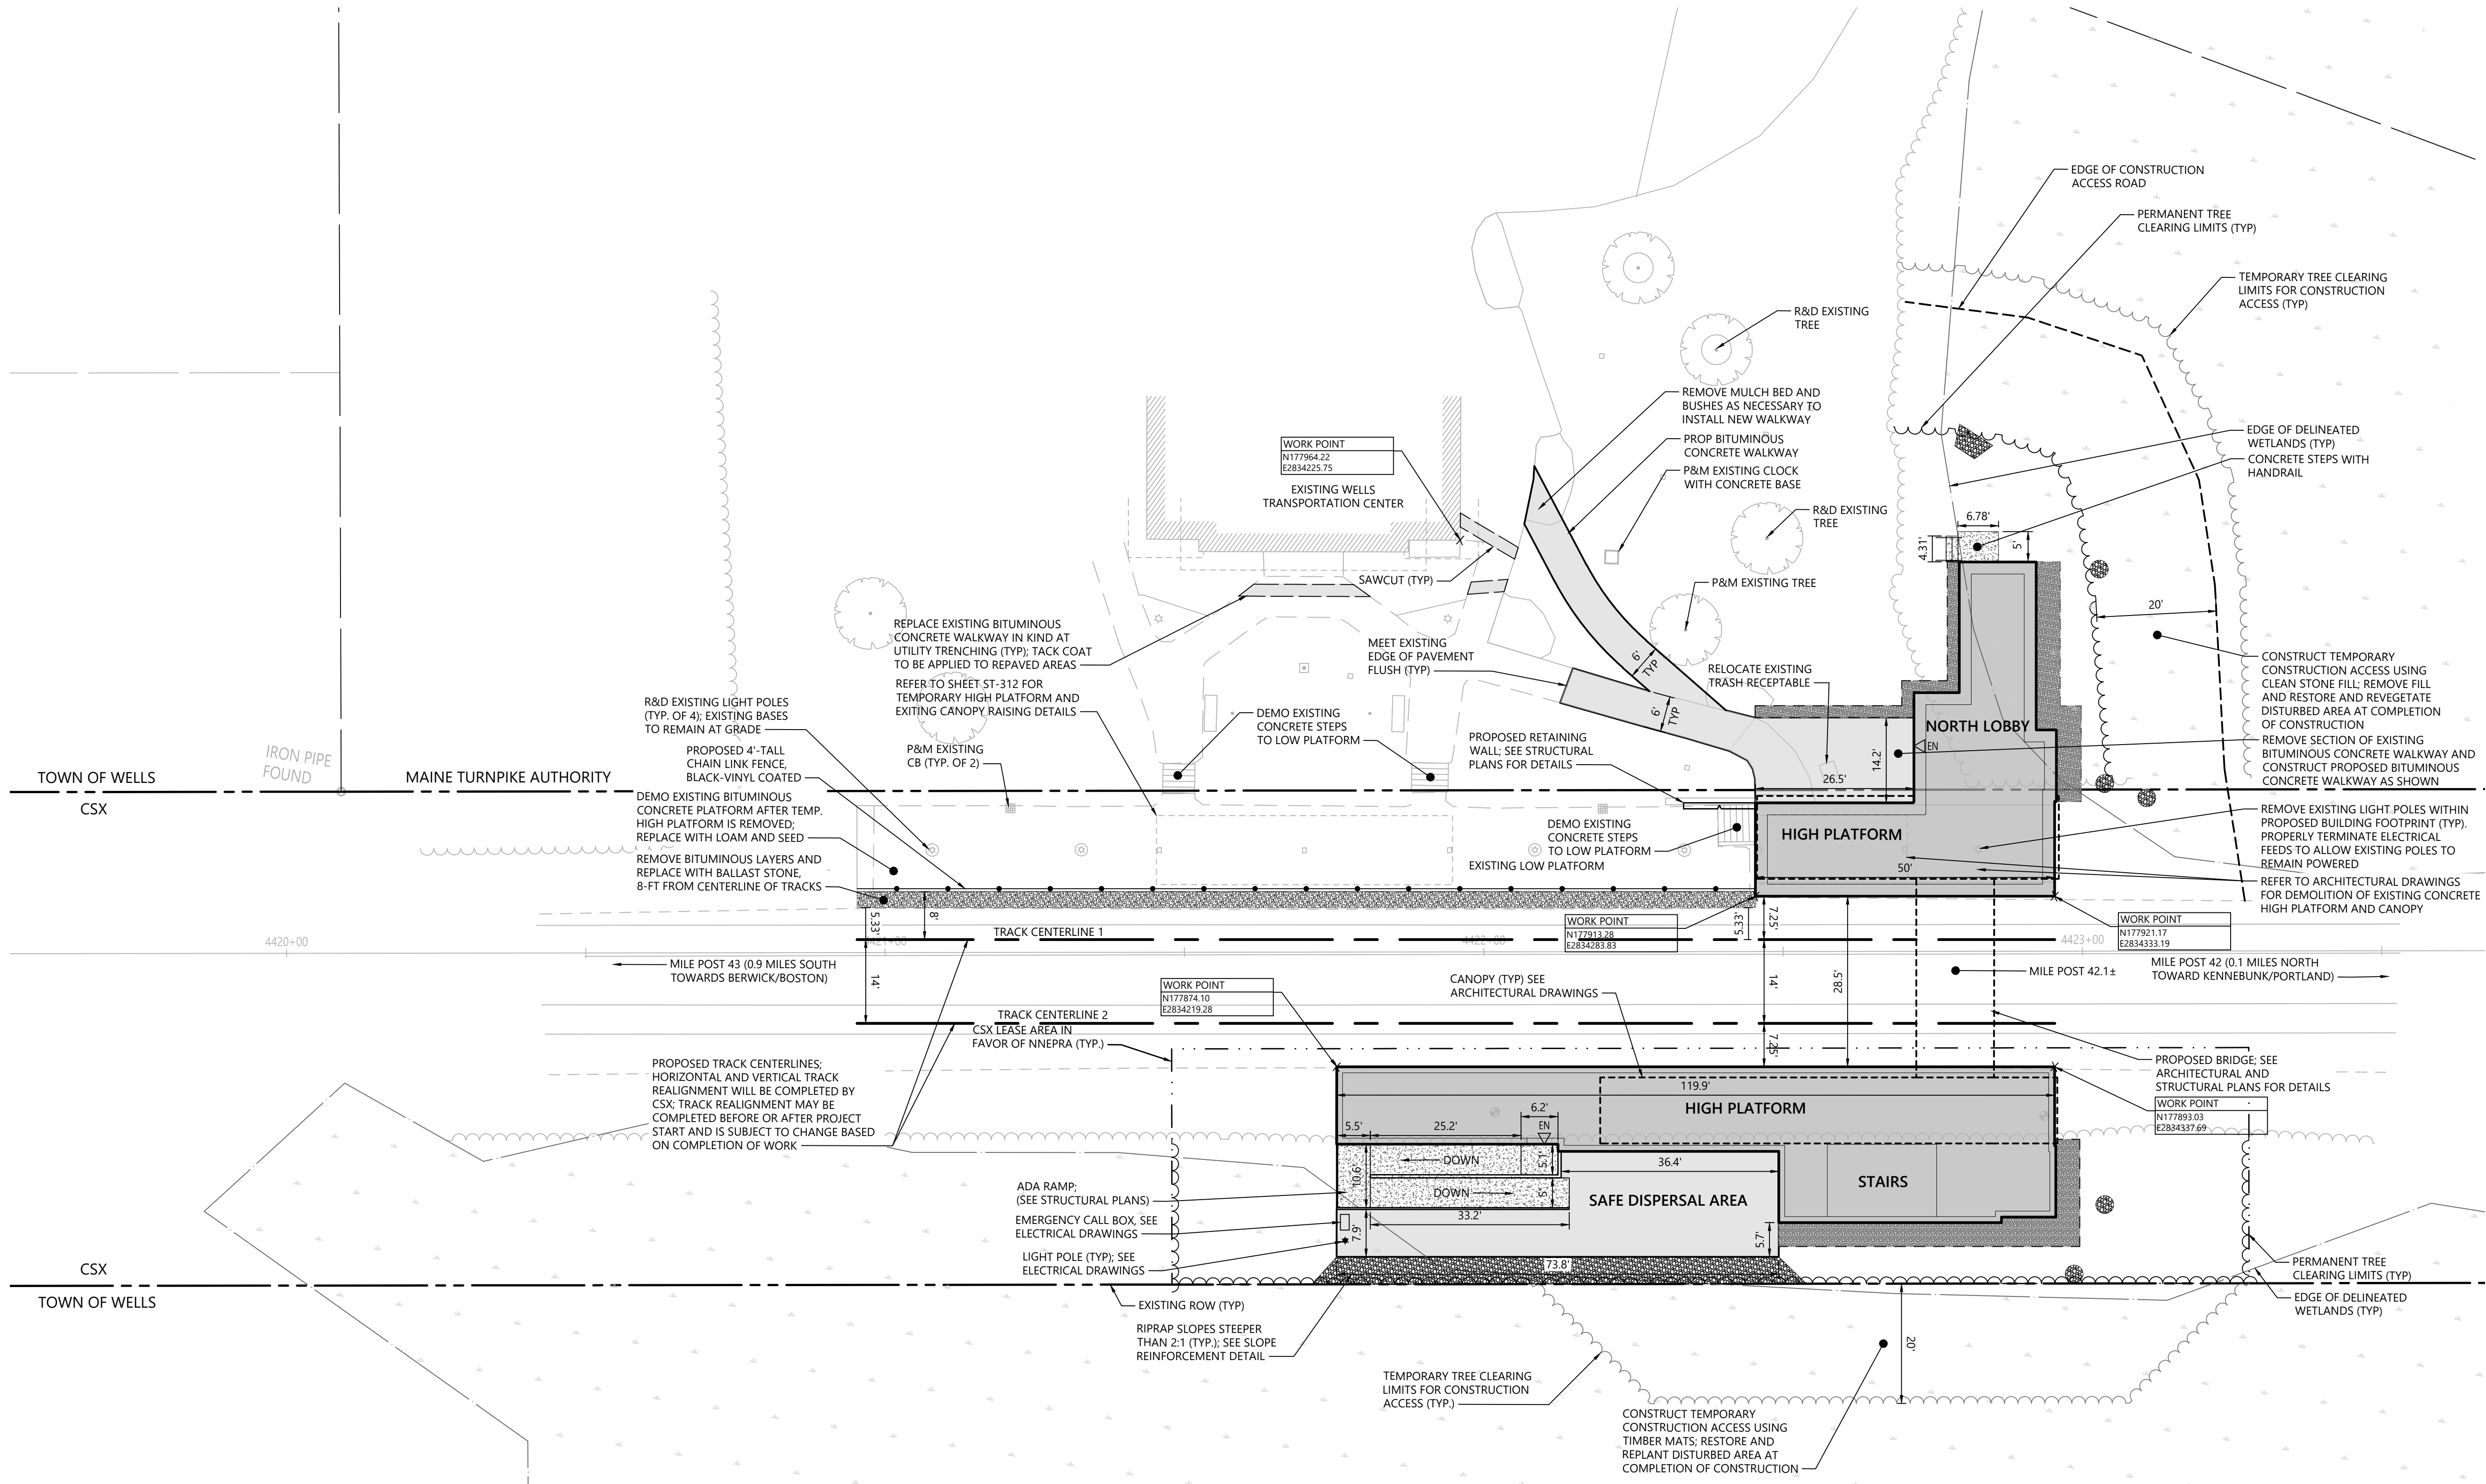 EDGE OF CONSTRUCTION
ACCESS ROAD
PERMANENT TREE
CLEARING LIMITS (TYP)
TEMPORARY TREE CLEARING
LIMITS FOR CONSTRUCTION
ACCESS (TYP)
R&D EXISTING
TREE
REMOVE MULCH BED AND
BUSHES AS NECESSARY TO
INSTALL NEW WALKWAY
PROP BITUMINOUS
CONCRETE WALKWAY
P&M EXISTING CLOCK
WITH CONCRETE BASE
WORK POINT
N177964.22
E2834225.75
EXISTING WELLS
TRANSPORTATION CENTER
EDGE OF DELINEATED
WETLANDS (TYP)
CONCRETE STEPS WITH
HANDRAIL
R&D EXISTING
TREE
6.78'
4.31'
5'
SAWCUT (TYP)
P&M EXISTING TREE
20'
REPLACE EXISTING BITUMINOUS
CONCRETE WALKWAY IN KIND AT
UTILITY TRENCHING (TYP); TACK COAT
TO BE APPLIED TO REPAVED AREAS
MEET EXISTING
EDGE OF PAVEMENT
FLUSH (TYP)
6'
TYP
6'
TYP
RELOCATE EXISTING
TRASH RECEPTABLE
CONSTRUCT TEMPORARY
CONSTRUCTION ACCESS USING
CLEAN STONE FILL; REMOVE FILL
AND RESTORE AND REVEGETATE
DISTURBED AREA AT COMPLETION
OF CONSTRUCTION
REFER TO SHEET ST-312 FOR
TEMPORARY HIGH PLATFORM AND
EXITING CANOPY RAISING DETAILS
R&D EXISTING LIGHT POLES
(TYP. OF 4); EXISTING BASES
TO REMAIN AT GRADE
DEMO EXISTING
CONCRETE STEPS
TO LOW PLATFORM
PROPOSED RETAINING
WALL; SEE STRUCTURAL
PLANS FOR DETAILS
NORTH LOBBY
EN
14.2'
26.5'
REMOVE SECTION OF EXISTING
BITUMINOUS CONCRETE WALKWAY AND
CONSTRUCT PROPOSED BITUMINOUS
CONCRETE WALKWAY AS SHOWN
IRON PIPE
FOUND
PROPOSED 4'-TALL
CHAIN LINK FENCE,
BLACK-VINYL COATED
P&M EXISTING
CB (TYP. OF 2)
TOWN OF WELLS
MAINE TURNPIKE AUTHORITY
CSX
DEMO EXISTING BITUMINOUS
CONCRETE PLATFORM AFTER TEMP.
HIGH PLATFORM IS REMOVED;
REPLACE WITH LOAM AND SEED
REMOVE BITUMINOUS LAYERS AND
REPLACE WITH BALLAST STONE,
8-FT FROM CENTERLINE OF TRACKS
DEMO EXISTING
CONCRETE STEPS
TO LOW PLATFORM
EXISTING LOW PLATFORM
HIGH PLATFORM
50'
REMOVE EXISTING LIGHT POLES WITHIN
PROPOSED BUILDING FOOTPRINT (TYP).
PROPERLY TERMINATE ELECTRICAL
FEEDS TO ALLOW EXISTING POLES TO
REMAIN POWERED
REFER TO ARCHITECTURAL DRAWINGS
FOR DEMOLITION OF EXISTING CONCRETE
HIGH PLATFORM AND CANOPY
5.33'
8'
WORK POINT
N177913.28
E2834283.83
5.33'
7.25'
WORK POINT
N177921.17
E2834333.19
4420+00
4421+00
TRACK CENTERLINE 1
4422+00
4423+00
MILE POST 43 (0.9 MILES SOUTH
TOWARDS BERWICK/BOSTON)
14'
14'
28.5'
MILE POST 42.1±
MILE POST 42 (0.1 MILES NORTH
TOWARD KENNEBUNK/PORTLAND)
WORK POINT
N177874.10
E2834219.28
CANOPY (TYP) SEE
ARCHITECTURAL DRAWINGS
TRACK CENTERLINE 2
CSX LEASE AREA IN
FAVOR OF NNEPRA (TYP.)
7.25'
PROPOSED TRACK CENTERLINES;
HORIZONTAL AND VERTICAL TRACK
REALIGNMENT WILL BE COMPLETED BY
CSX; TRACK REALIGNMENT MAY BE
COMPLETED BEFORE OR AFTER PROJECT
START AND IS SUBJECT TO CHANGE BASED
ON COMPLETION OF WORK
PROPOSED BRIDGE; SEE
ARCHITECTURAL AND
STRUCTURAL PLANS FOR DETAILS
WORK POINT
N177893.03
E2834337.69
119.9'
HIGH PLATFORM
6.2'
EN
5.5'
25.2'
DOWN
5.1'
36.4'
10.6'
DOWN
5'
33.2'
7.9'
SAFE DISPERSAL AREA
STAIRS
5.7'
73.8'
ADA RAMP;
(SEE STRUCTURAL PLANS)
EMERGENCY CALL BOX, SEE
ELECTRICAL DRAWINGS
LIGHT POLE (TYP); SEE
ELECTRICAL DRAWINGS
CSX
TOWN OF WELLS
PERMANENT TREE
CLEARING LIMITS (TYP)
EDGE OF DELINEATED
WETLANDS (TYP)
EXISTING ROW (TYP)
RIPRAP SLOPES STEEPER
THAN 2:1 (TYP.); SEE SLOPE
REINFORCEMENT DETAIL
20'
TEMPORARY TREE CLEARING
LIMITS FOR CONSTRUCTION
ACCESS (TYP.)
CONSTRUCT TEMPORARY
CONSTRUCTION ACCESS USING
TIMBER MATS; RESTORE AND
REPLANT DISTURBED AREA AT
COMPLETION OF CONSTRUCTION